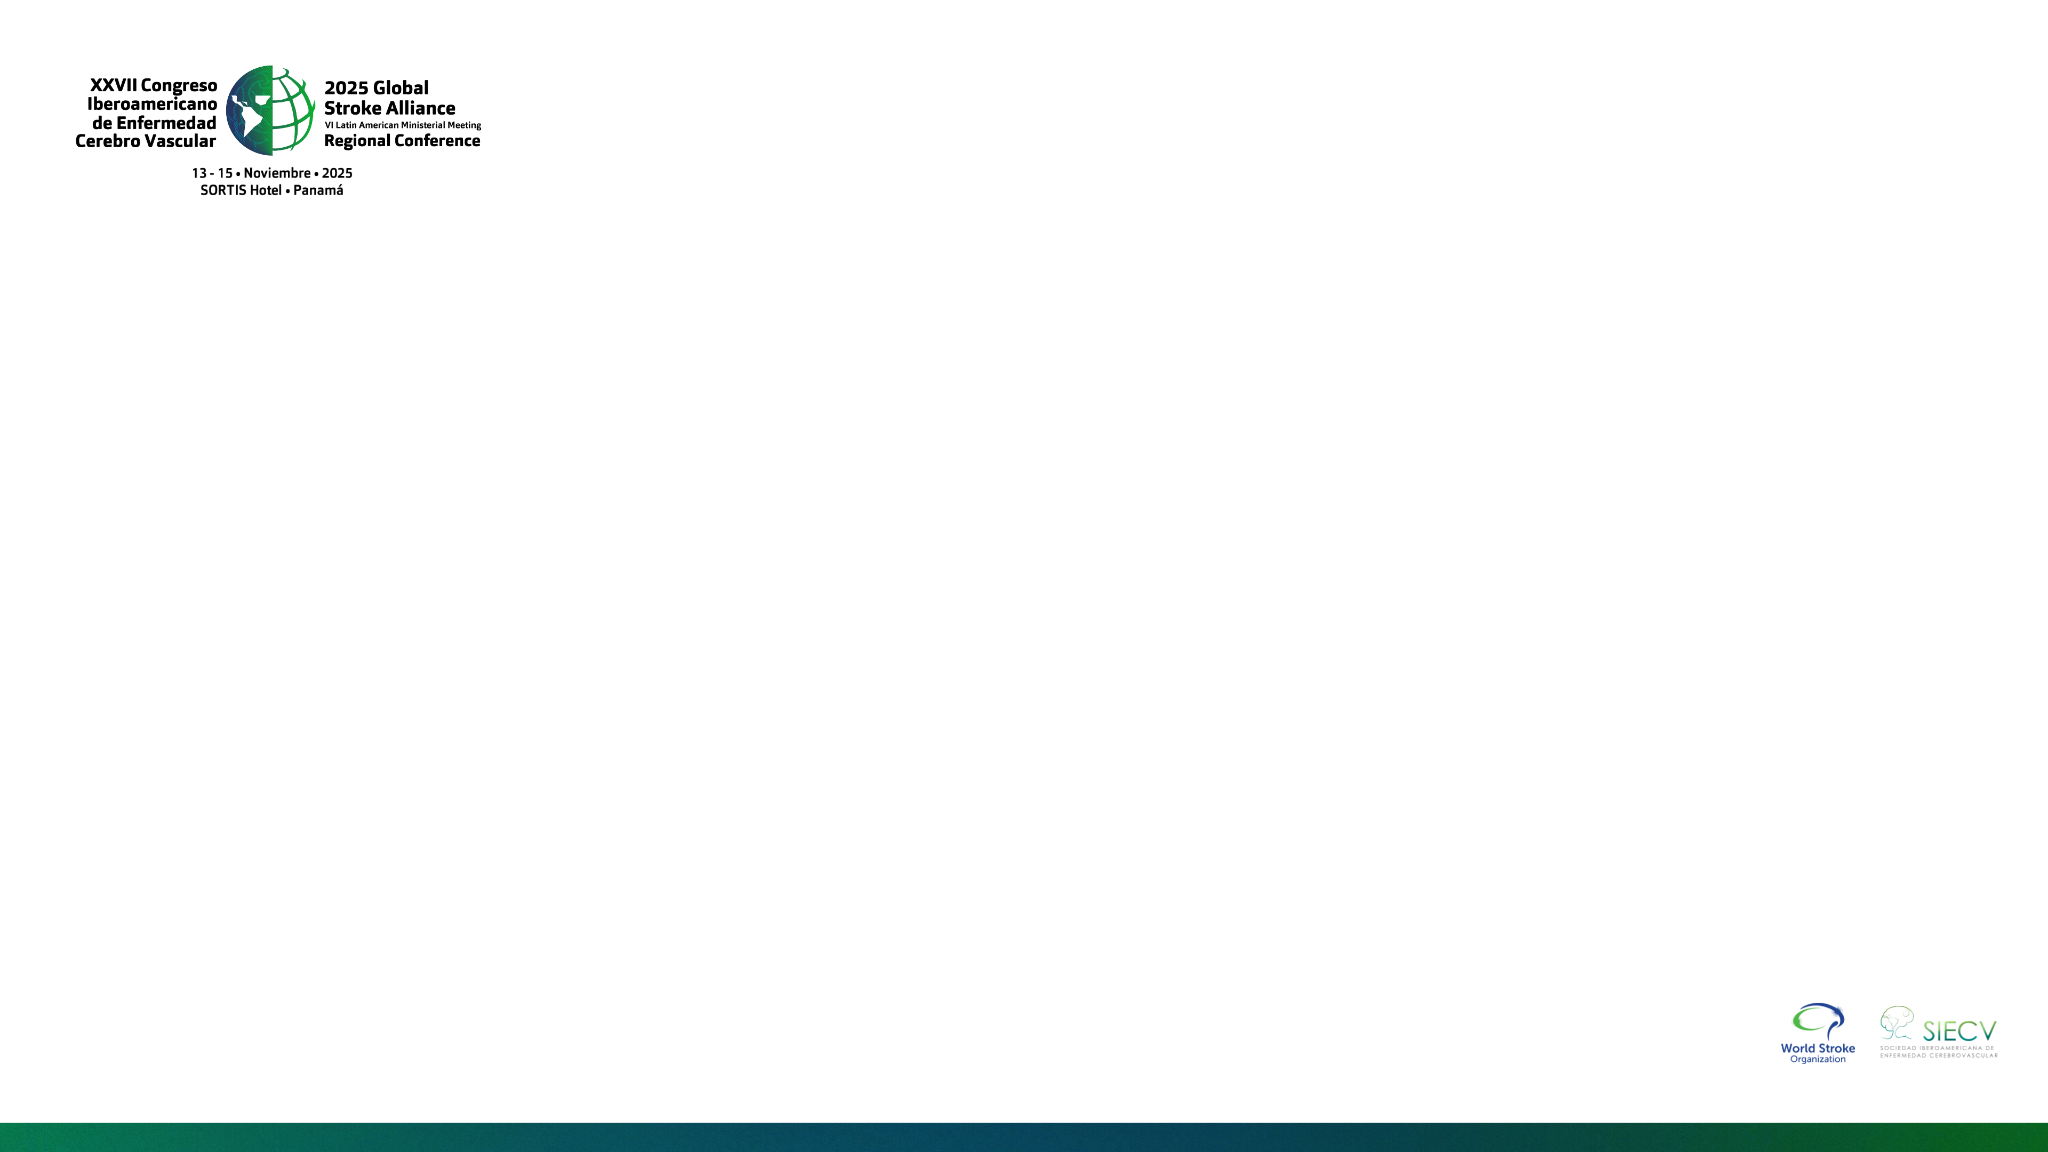 XXVII Congreso
Iberoamericano
de Enfermedad
Cerebro Vascular
2025 Global
Stroke Alliance
VI Latin American Ministerial Meeting
Regional Conference
13 - 15 • Noviembre • 2025
SORTIS Hotel • Panamá
World Stroke
Organization
SIECV
SOCIEDAD IBEROAMERICANA DE
ENFERMEDAD CEREBROVASCULAR